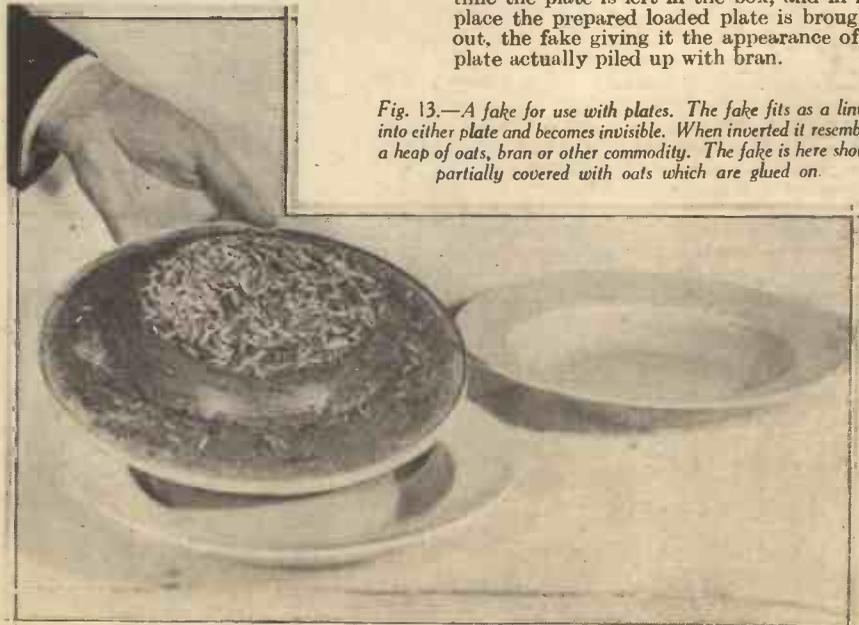 time the plate is left in the box, and in
place the prepared loaded plate is
out, the fake giving it the appearance of
plate actually piled up with bran.
Fig. 13.—A fake for use with plates. The fake fits as a
into either plate and becomes invisible. When inverted it
a heap of oats, bran or other commodity. The fake is here
partially covered with oats which are glued on.